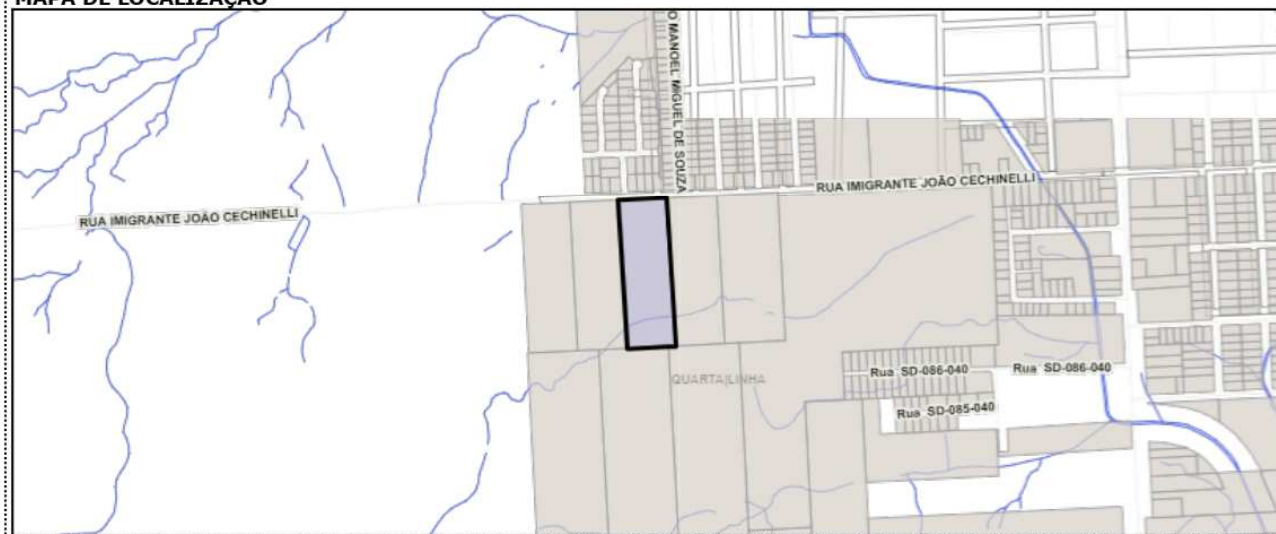 MAPA DE LOCALIZAÇÃO
O MANOEL MIGUEL DE SOUZA
RUA IMIGRANTE JOÃO CECHINELLI
RUA IMIGRANTE JOÃO CECHINELLI
QUARTA LINHA
Rua SD-086-040
Rua SD-086-040
Rua SD-085-040